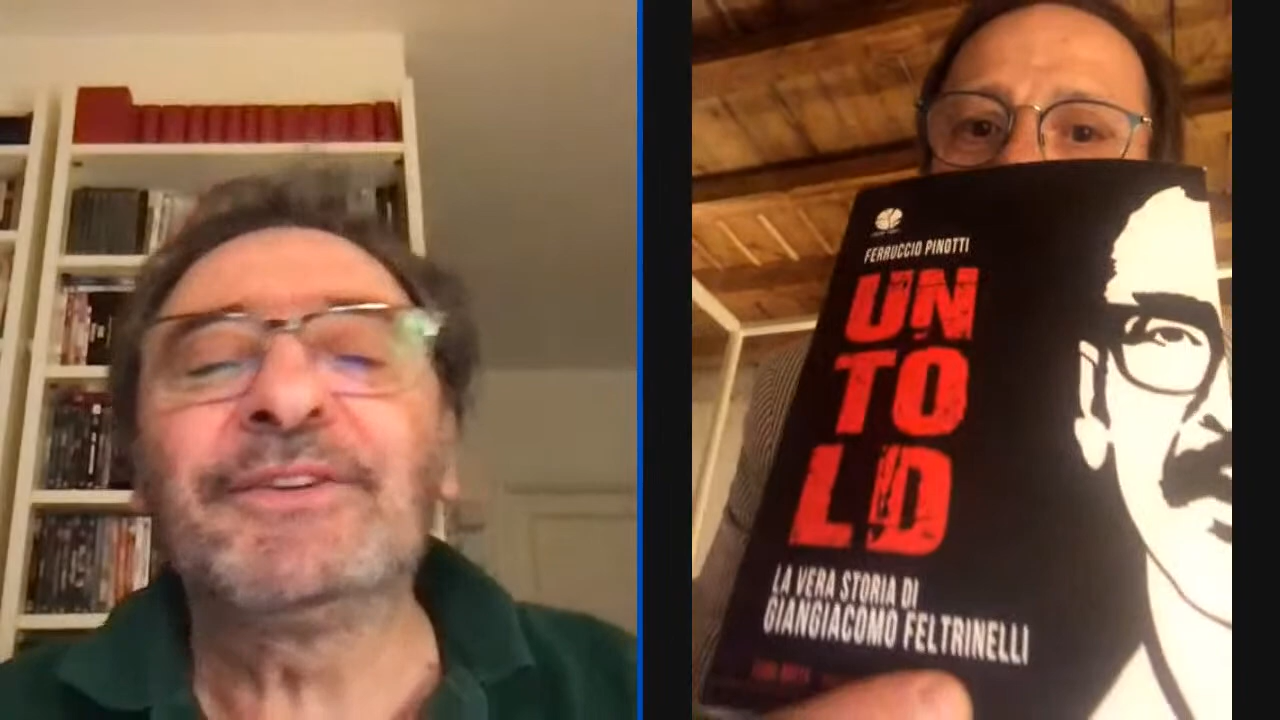 FERRUCCIO PINOTTI
UN
TO
LD
LA VERA STORIA DI
GIANGIACOMO FELTRINELLI